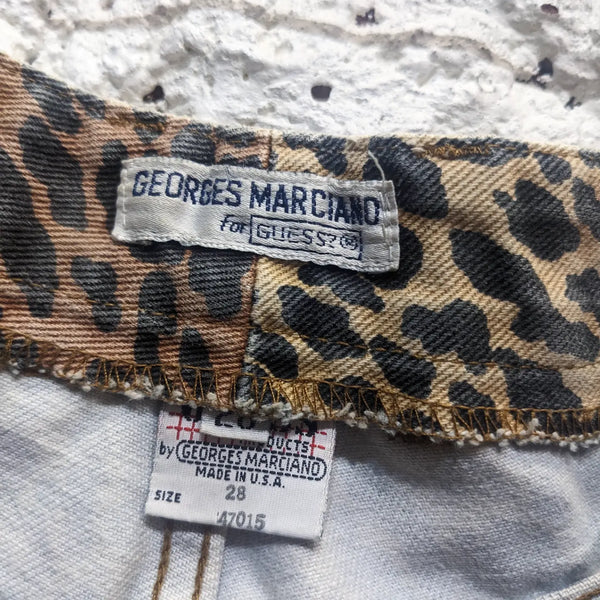 GEORGES MARCIANO
for GUESS? ®
by GEORGES MARCIANO
MADE IN U.S.A.
SIZE 28
47015